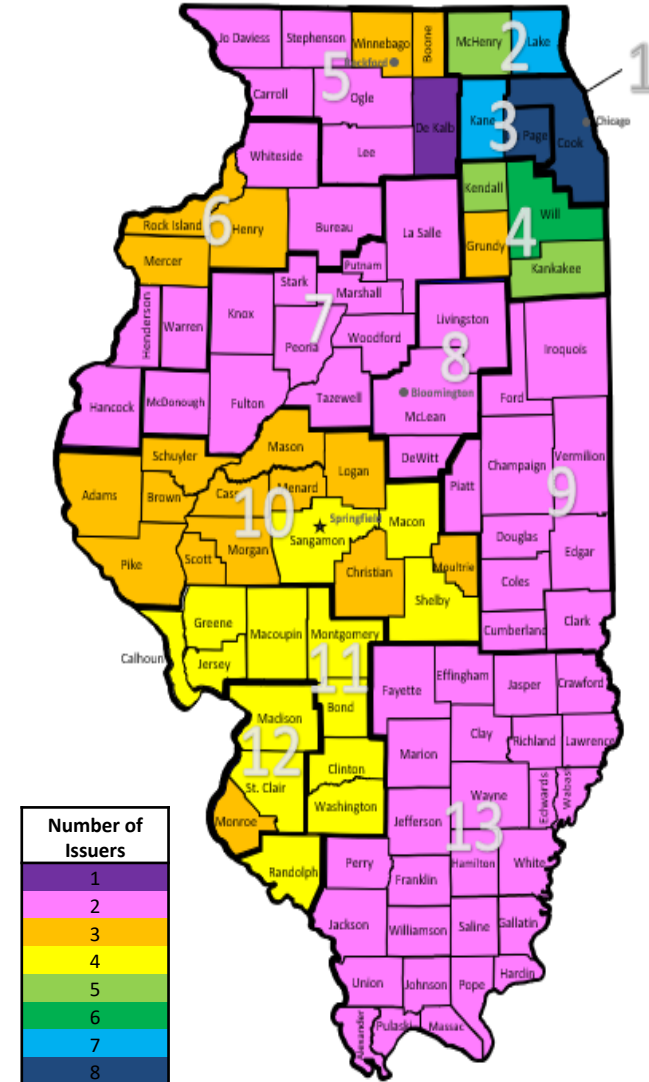 Jo Daviess
Stephenson
Winnebago
Boone
McHenry
2
Lake
Rockford
5
1
Carroll
Ogle
De Kalb
Kane
3
Page
Cook
Chicago
Whiteside
Lee
Kendall
Will
Rock Island
6
Henry
Bureau
La Salle
Grundy
4
Mercer
Putnam
Kankakee
Stark
Marshall
Henderson
Warren
Knox
7
Peoria
Woodford
Livingston
8
Iroquois
Hancock
McDonough
Fulton
Tazewell
Bloomington
McLean
Ford
Schuyler
Mason
Logan
DeWitt
Champaign
Vermilion
Adams
Brown
Cass
Menard
Piatt
9
10
Springfield
Macon
Sangamon
Douglas
Edgar
Pike
Scott
Morgan
Christian
Moultrie
Coles
Shelby
Greene
Macoupin
Montgomery
Cumberland
Clark
Calhoun
Jersey
11
Fayette
Effingham
Jasper
Crawford
Madison
Bond
12
Clay
Richland
Lawrence
Marion
St. Clair
Clinton
Wayne
Edwards
Wabash
Washington
Monroe
Jefferson
13
Randolph
Perry
Hamilton
White
Franklin
Jackson
Williamson
Saline
Gallatin
Union
Johnson
Pope
Hardin
Alexander
Pulaski
Massac
Number of
Issuers
1
2
3
4
5
6
7
8